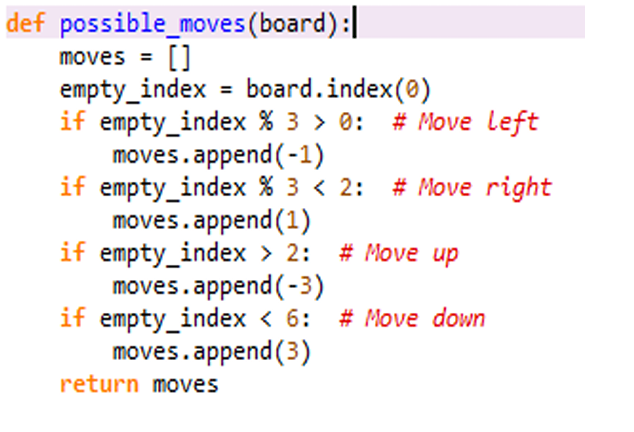 def possible_moves(board):
    moves = []
    empty_index = board.index(0)
    if empty_index % 3 > 0:  # Move left
        moves.append(-1)
    if empty_index % 3 < 2:  # Move right
        moves.append(1)
    if empty_index > 2:  # Move up
        moves.append(-3)
    if empty_index < 6:  # Move down
        moves.append(3)
    return moves